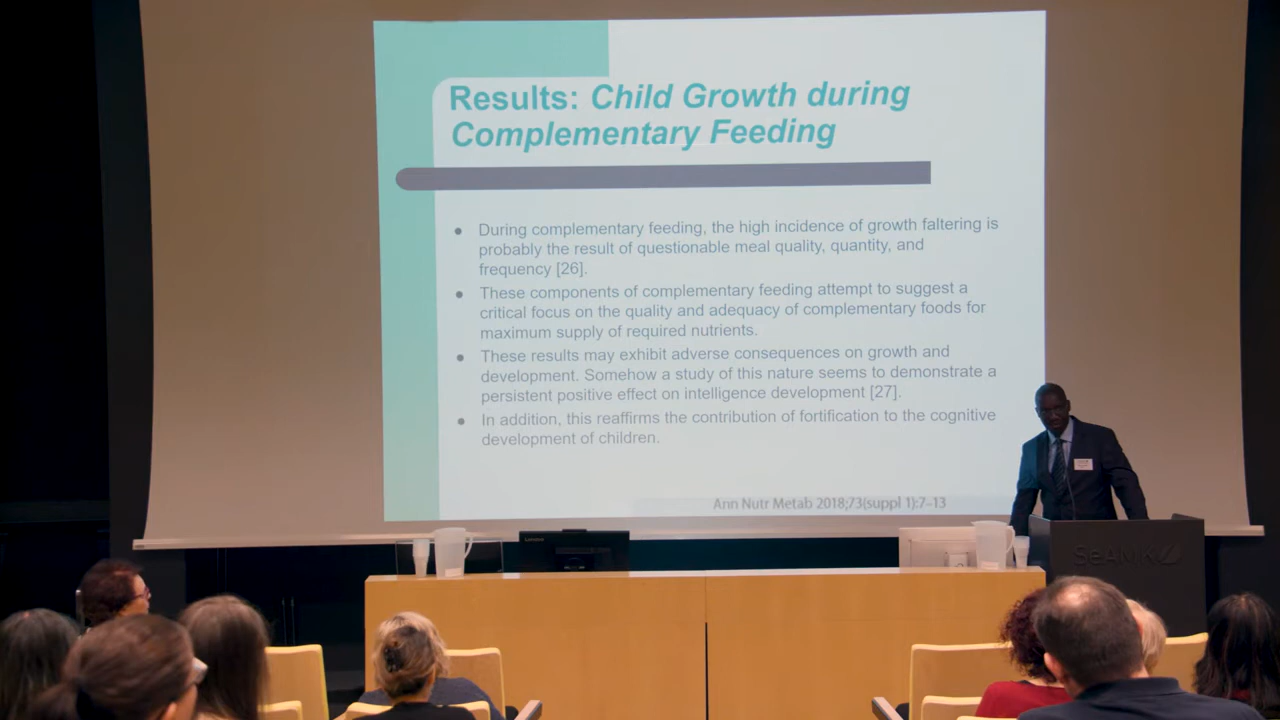 Results: Child Growth during
Complementary Feeding
● During complementary feeding, the high incidence of growth faltering is
probably the result of questionable meal quality, quantity, and
frequency [26].
● These components of complementary feeding attempt to suggest a
critical focus on the quality and adequacy of complementary foods for
maximum supply of required nutrients.
● These results may exhibit adverse consequences on growth and
development. Somehow a study of this nature seems to demonstrate a
persistent positive effect on intelligence development [27].
● In addition, this reaffirms the contribution of fortification to the cognitive
development of children.
Ann Nutr Metab 2018;73(suppl 1):7–13
Lenovo
SeAMK